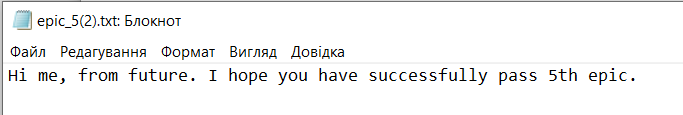 epic_5(2).txt: Блокнот
Файл Редагування Формат Вигляд Довідка
Hi me, from future. I hope you have successfully pass 5th epic.